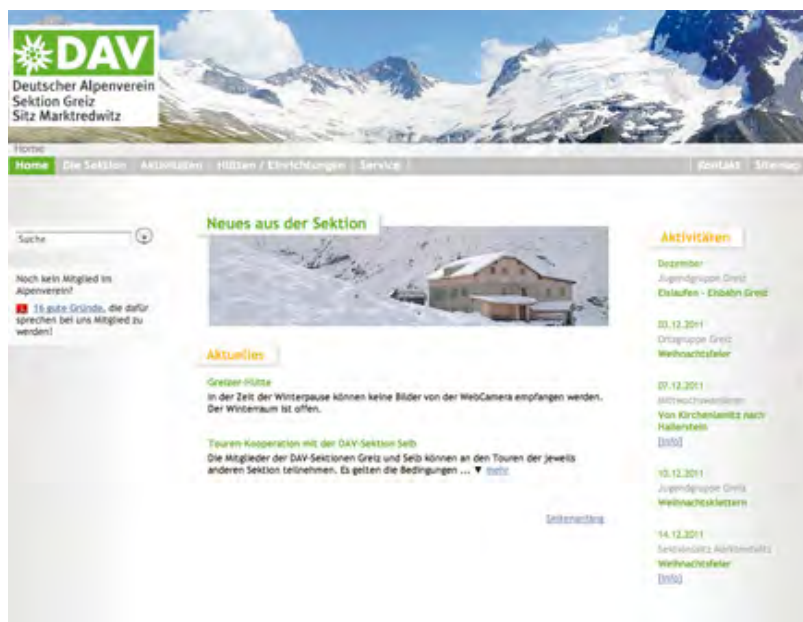 DAV
Deutscher Alpenverein
Sektion Greiz
Sitz Marktredwitz
Home
Home Die Sektion Aktivitäten Hütten / Einrichtungen Service Kontakt Sitemap
Suche
Noch kein Mitglied im
Alpenverein?
16 gute Gründe, die dafür
sprechen bei uns Mitglied zu
werden!
Neues aus der Sektion
Aktuelles
Greizer Hütte
In der Zeit der Winterpause können keine Bilder von der WebCamera empfangen werden.
Der Winterraum ist offen.
Touren-Kooperation mit der DAV-Sektion Selb
Die Mitglieder der DAV-Sektionen Greiz und Selb können an den Touren der jeweils
anderen Sektion teilnehmen. Es gelten die Bedingungen ... ▼ mehr
Seitenanfang
Aktivitäten
Dezember
Jugendgruppe Greiz
Eislaufen - Eisbahn Greiz
03.12.2011
Ortsgruppe Greiz
Weihnachtsfeier
07.12.2011
Mittwochswanderer
Von Kirchenlamitz nach
Hallerstein
[Info]
10.12.2011
Jugendgruppe Greiz
Weihnachtsklettern
14.12.2011
Sektionssitz Marktredwitz
Weihnachtsfeier
[Info]